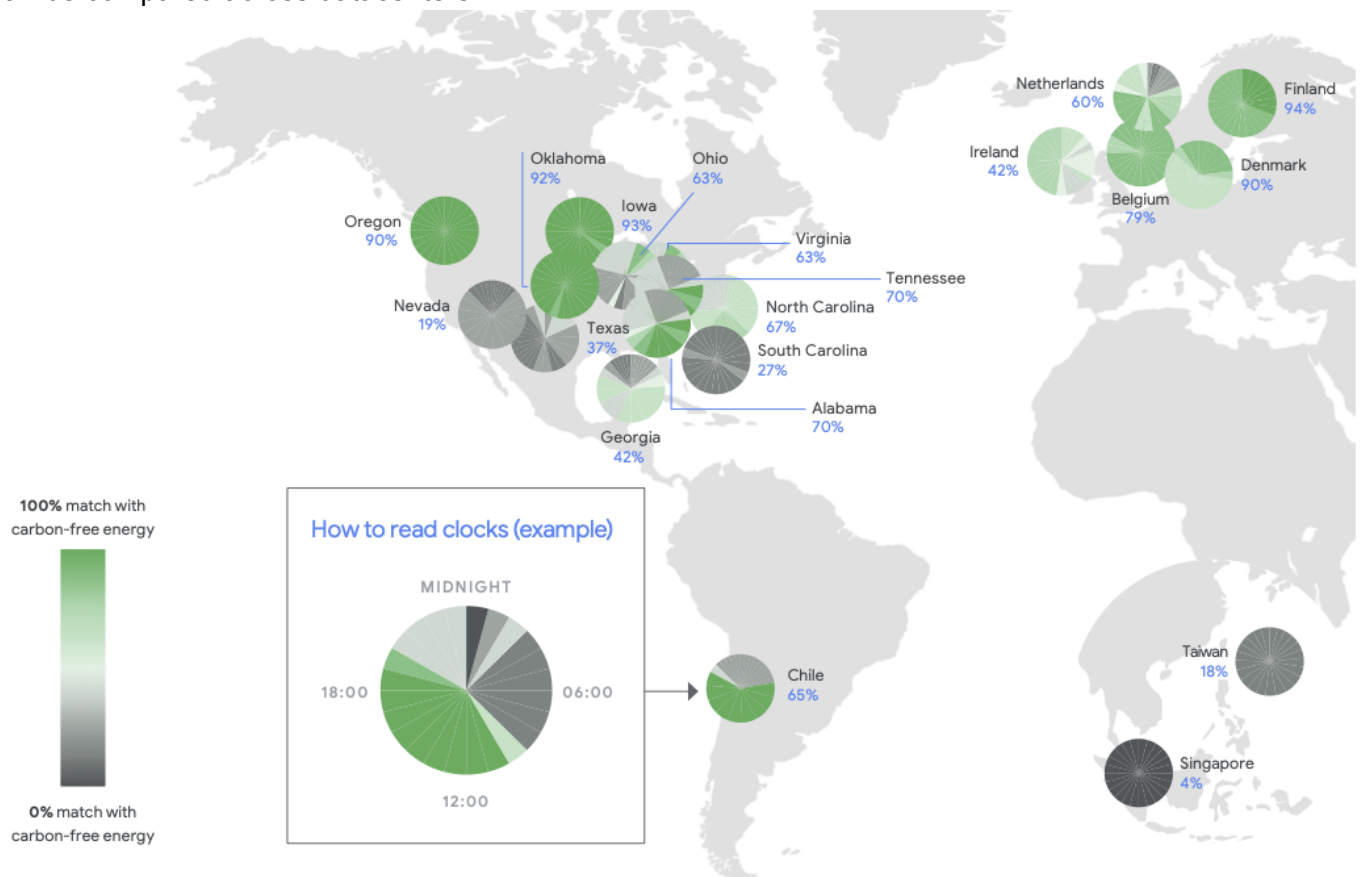 Netherlands
60%
Finland
94%
Ireland
42%
Belgium
79%
Denmark
90%
Oklahoma
92%
Ohio
63%
Oregon
90%
Iowa
93%
Virginia
63%
Tennessee
70%
Nevada
19%
Texas
37%
North Carolina
67%
South Carolina
27%
Alabama
70%
Georgia
42%
100% match with
carbon-free energy
0% match with
carbon-free energy
How to read clocks (example)
MIDNIGHT
18:00
06:00
12:00
Chile
65%
Taiwan
18%
Singapore
4%